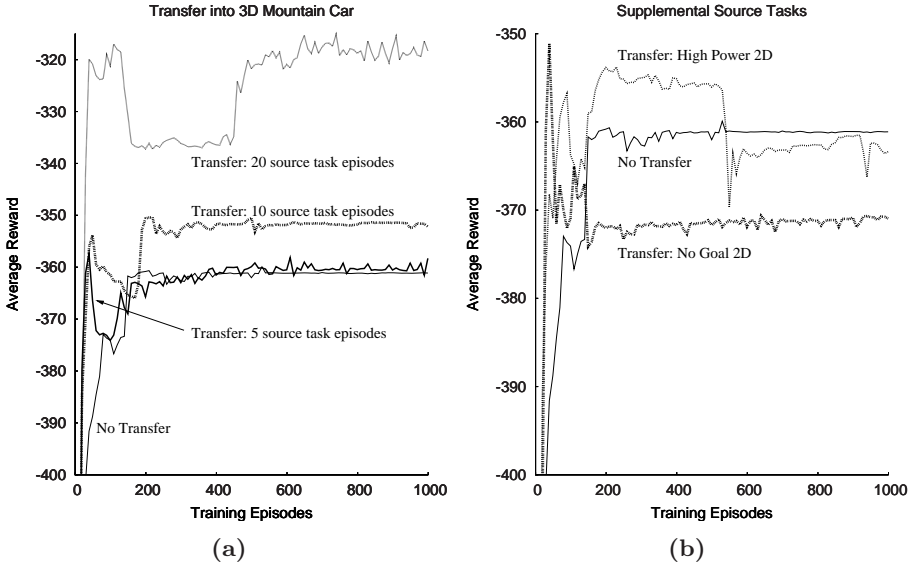 Transfer into 3D Mountain Car
-320
-330
-340
-350
-360
-370
-380
-390
-400
Average Reward
Transfer: 20 source task episodes
Transfer: 10 source task episodes
Transfer: 5 source task episodes
No Transfer
0 200 400 600 800 1000
Training Episodes
(a)
Supplemental Source Tasks
-350
-360
-370
-380
-390
-400
Average Reward
Transfer: High Power 2D
No Transfer
Transfer: No Goal 2D
0 200 400 600 800 1000
Training Episodes
(b)